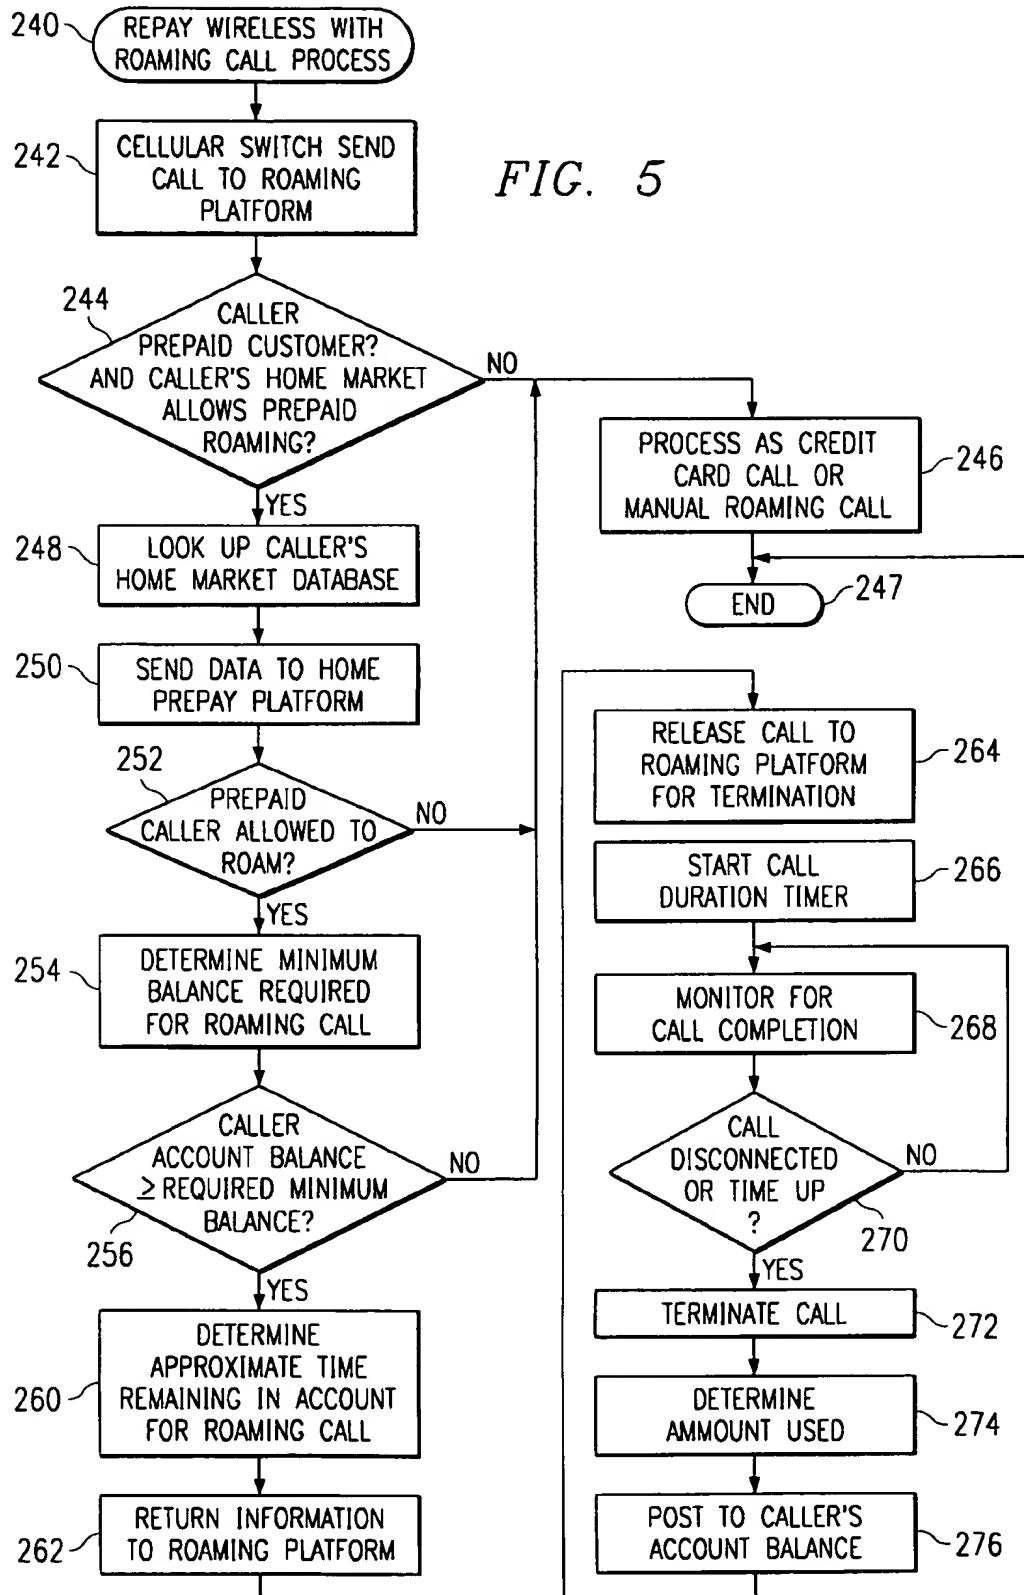 240
REPAY WIRELESS WITH
ROAMING CALL PROCESS
242
CELLULAR SWITCH SEND
CALL TO ROAMING
PLATFORM
FIG. 5
244
CALLER
PREPAID CUSTOMER?
AND CALLER'S HOME MARKET
ALLOWS PREPAID
ROAMING?
NO
YES
PROCESS AS CREDIT
CARD CALL OR
MANUAL ROAMING CALL
246
END
247
248
LOOK UP CALLER'S
HOME MARKET DATABASE
250
SEND DATA TO HOME
PREPAY PLATFORM
252
PREPAID
CALLER ALLOWED TO
ROAM?
NO
YES
254
DETERMINE MINIMUM
BALANCE REQUIRED
FOR ROAMING CALL
CALLER
ACCOUNT BALANCE
≥ REQUIRED MINIMUM
BALANCE?
256
NO
YES
260
DETERMINE
APPROXIMATE TIME
REMAINING IN ACCOUNT
FOR ROAMING CALL
262
RETURN INFORMATION
TO ROAMING PLATFORM
RELEASE CALL TO
ROAMING PLATFORM
FOR TERMINATION
264
START CALL
DURATION TIMER
266
MONITOR FOR
CALL COMPLETION
268
CALL
DISCONNECTED
OR TIME UP
?
NO
270
YES
TERMINATE CALL
272
DETERMINE
AMMOUNT USED
274
POST TO CALLER'S
ACCOUNT BALANCE
276